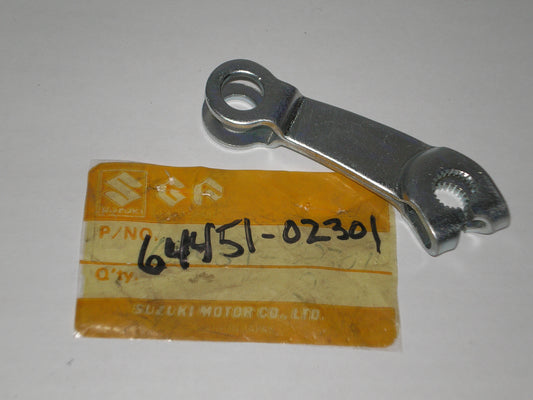 SUZUKI
P/NO. 64451-02301
Q'ty.
SUZUKI MOTOR CO., LTD.